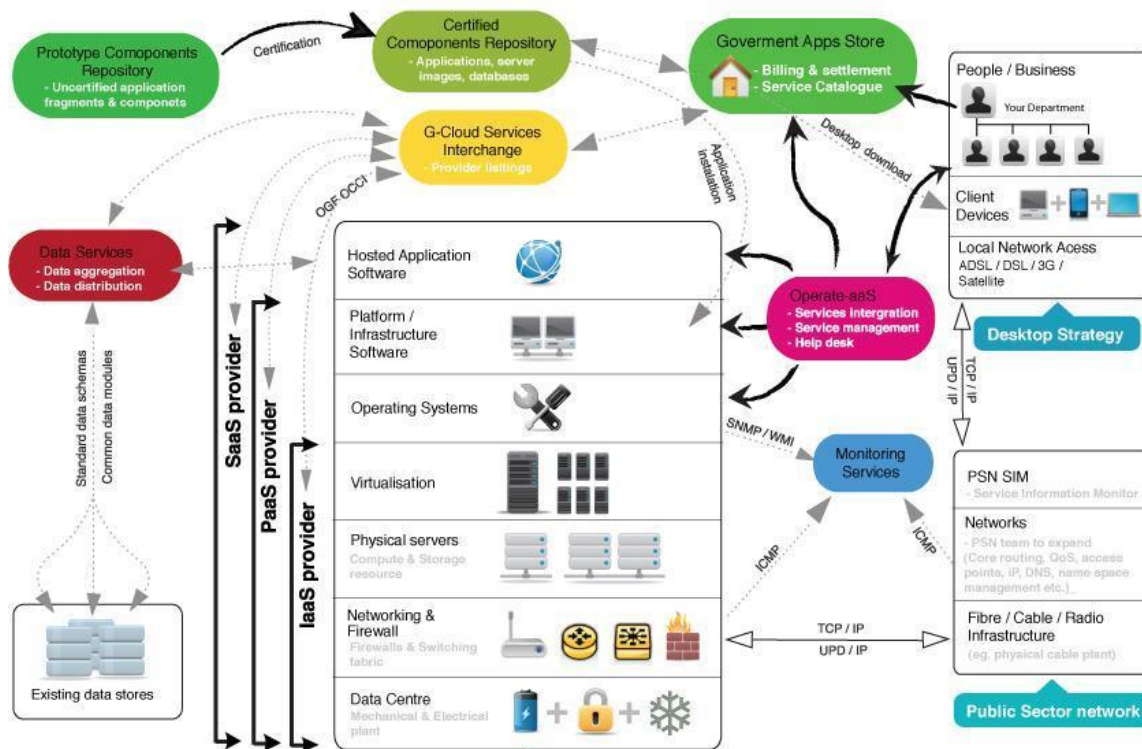 Prototype Comoponents
Repository
- Uncertified application
fragments & componets
Certification
Certified
Comoponents Repository
- Applications, server
images, databases
Goverment Apps Store
- Billing & settlement
- Service Catalogue
People / Business
Your Department
G-Cloud Services
Interchange
- Provider lisitings
OGF-OCCI
Application
instalation
Desktop download
Client
Devices
Local Network Acess
ADSL / DSL / 3G /
Satellite
Desktop Strategy
Data Services
- Data aggregation
- Data distribution
Standard data schemas
Common data modules
Existing data stores
SaaS provider
PaaS provider
IaaS provider
Hosted Application
Software
Platform /
Infrastructure
Software
Operating Systems
Virtualisation
Physical servers
Compute & Storage
resource
Networking &
Firewall
Firewalls & Switching
fabric
Data Centre
Mechanical & Electrical
plant
Operate-aaS
- Services intergration
- Service management
- Help desk
SNMP / WMI
Monitoring
Services
ICMP
ICMP
TCP / IP
UPD / IP
TCP / IP
UPD / IP
PSN SIM
- Service Information Monitor
Networks
- PSN team to expand
(Core routing, QoS, access
points, iP, DNS, name space
management etc.)_
Fibre / Cable / Radio
Infrastructure
(eg. physical cable plant)
Public Sector network